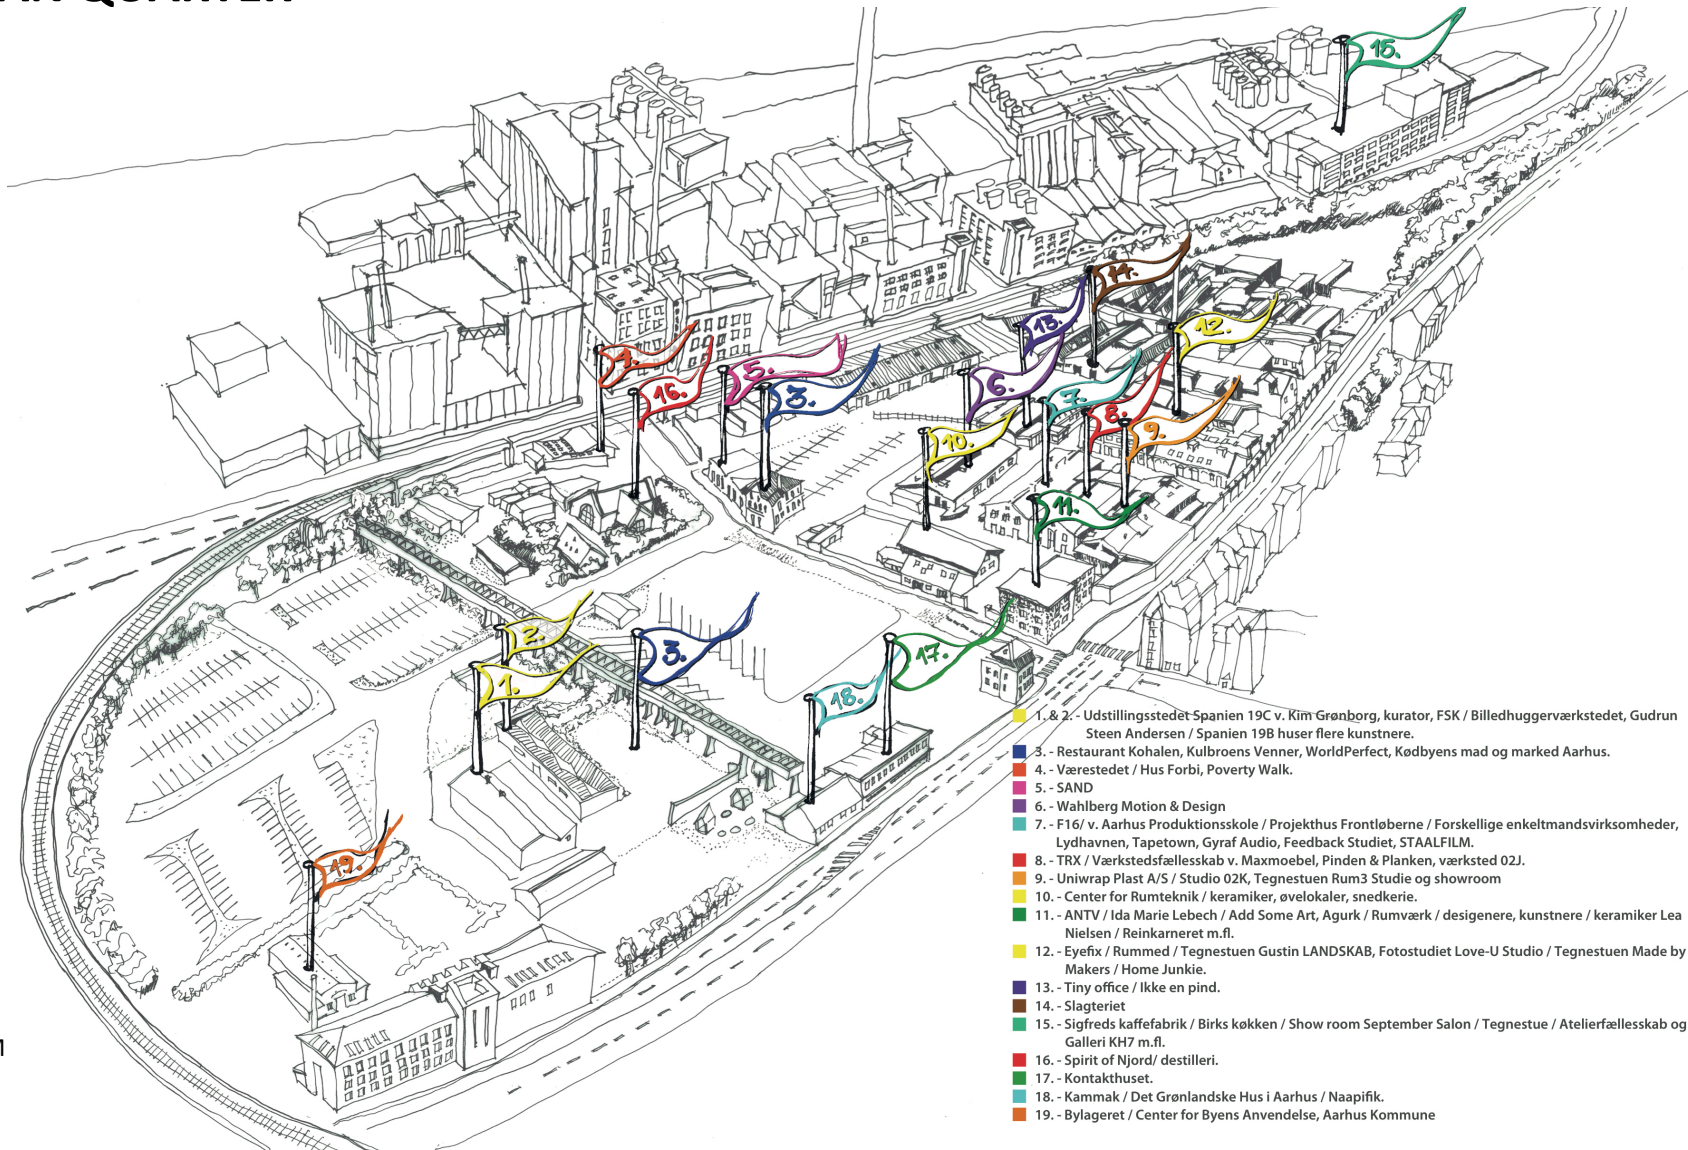 15.
14.
13.
12.
4.
16.
5.
3.
6.
7.
8.
9.
10.
11.
2.
1.
3.
17.
18.
19.
1. & 2. - Udstillingsstedet Spanien 19C v. Kim Grønborg, kurator, FSK / Billedhuggerværkstedet, Gudrun
Steen Andersen / Spanien 19B huser flere kunstnere.
3. - Restaurant Kohalen, Kulbroens Venner, WorldPerfect, Kødbyens mad og marked Aarhus.
4. - Værestedet / Hus Forbi, Poverty Walk.
5. - SAND
6. - Wahlberg Motion & Design
7. - F16/ v. Aarhus Produktionsskole / Projekthus Frontløberne / Forskellige enkeltmandsvirksomheder,
Lydhavnen, Tapetown, Gyraf Audio, Feedback Studiet, STAALFILM.
8. - TRX / Værkstedsfællesskab v. Maxmoebel, Pinden & Planken, værksted 02J.
9. - Uniwrap Plast A/S / Studio 02K, Tegnestuen Rum3 Studie og showroom
10. - Center for Rumteknik / keramiker, øvelokaler, snedkerie.
11. - ANTV / Ida Marie Lebech / Add Some Art, Agurk / Rumværk / desigenere, kunstnere / keramiker Lea
Nielsen / Reinkarneret m.fl.
12. - Eyefix / Rummed / Tegnestuen Gustin LANDSKAB, Fotostudiet Love-U Studio / Tegnestuen Made by
Makers / Home Junkie.
13. - Tiny office / Ikke en pind.
14. - Slagteriet
15. - Sigfreds kaffefabrik / Birks køkken / Show room September Salon / Tegnestue / Atelierfællesskab og
Galleri KH7 m.fl.
16. - Spirit of Njord/ destilleri.
17. - Kontakthuset.
18. - Kammak / Det Grønlandske Hus i Aarhus / Naapifik.
19. - Bylageret / Center for Byens Anvendelse, Aarhus Kommune